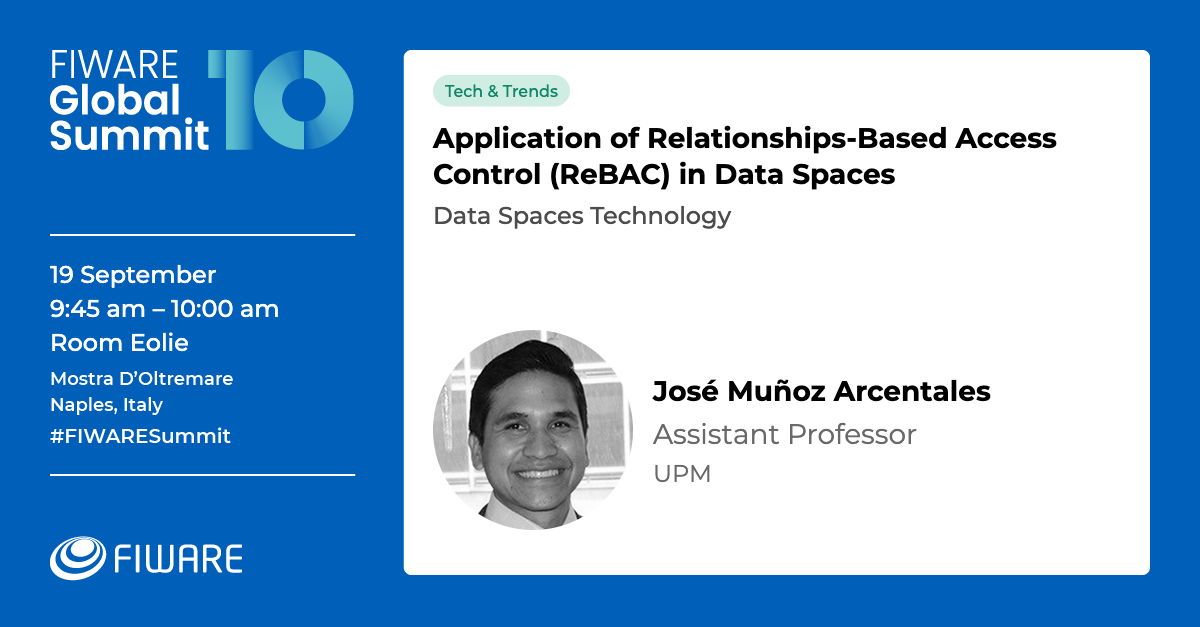 FIWARE
Global
Summit
10
19 September
9:45 am – 10:00 am
Room Eolie
Mostra D’Oltremare
Naples, Italy
#FIWARESummit
FIWARE
Tech & Trends
Application of Relationships-Based Access
Control (ReBAC) in Data Spaces
Data Spaces Technology
José Muñoz Arcentales
Assistant Professor
UPM